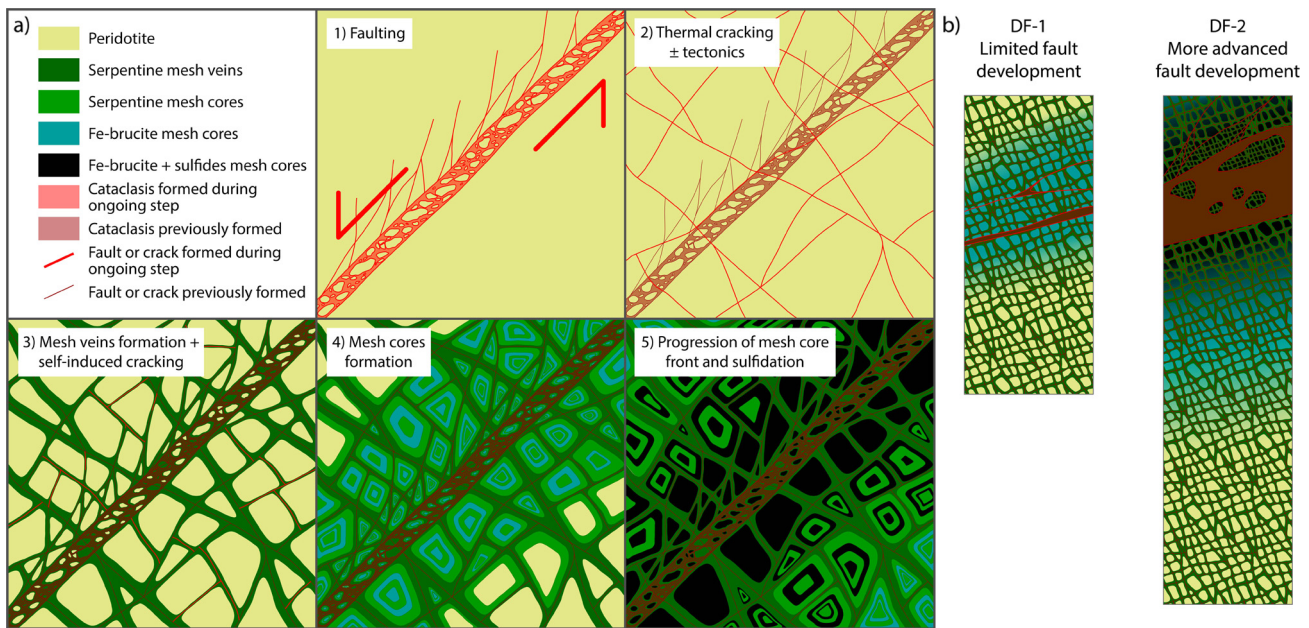 a)
Peridotite
Serpentine mesh veins
Serpentine mesh cores
Fe-brucite mesh cores
Fe-brucite + sulfides mesh cores
Cataclasis formed during
ongoing step
Cataclasis previously formed
Fault or crack formed during
ongoing step
Fault or crack previously formed
1) Faulting
2) Thermal cracking
± tectonics
3) Mesh veins formation +
self-induced cracking
4) Mesh cores
formation
5) Progression of mesh core
front and sulfidation
b)
DF-1
Limited fault
development
DF-2
More advanced
fault development